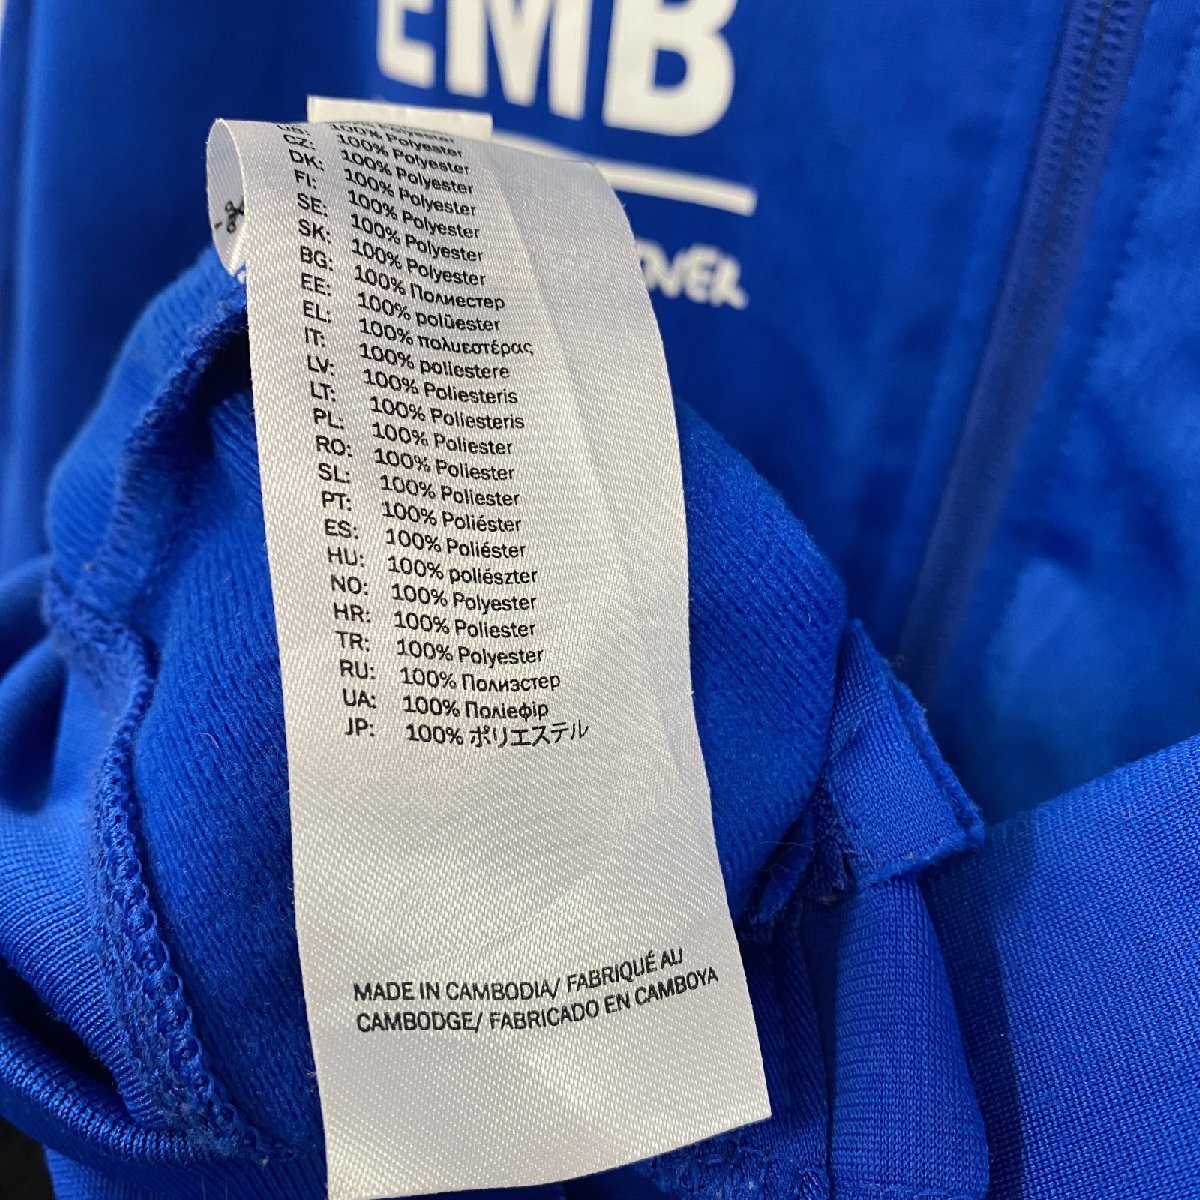 EMB
OVER
US: 100% Polyester
CZ: 100% Polyester
DK: 100% Polyester
FI: 100% Polyester
SE: 100% Polyester
SK: 100% Polyester
BG: 100% Полиестер
EE: 100% polüester
EL: 100% πολυεστέρας
IT: 100% poliestere
LV: 100% Poliesteris
LT: 100% Poliesteris
PL: 100% Poliester
RO: 100% Poliester
SL: 100% Poliester
PT: 100% Poliéster
ES: 100% Poliéster
HU: 100% poliészter
NO: 100% Polyester
HR: 100% Poliester
TR: 100% Polyester
RU: 100% Полиэстер
UA: 100% Поліефір
JP: 100% ポリエステル
MADE IN CAMBODIA/ FABRIQUÉ AU
CAMBODGE/ FABRICADO EN CAMBOYA